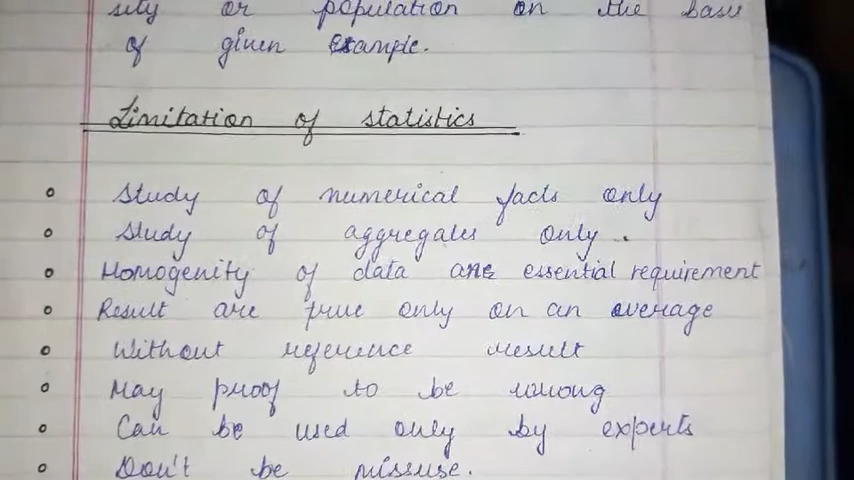 sity or population on the base
of given example.
Limitation of statistics
Study of numerical facts only
Study of aggregates only.
Homogenity of data are essential requirement
Result are true only on an average
Without reference result
May proof to be wrong
Can be used only by experts
Don't be missuse.